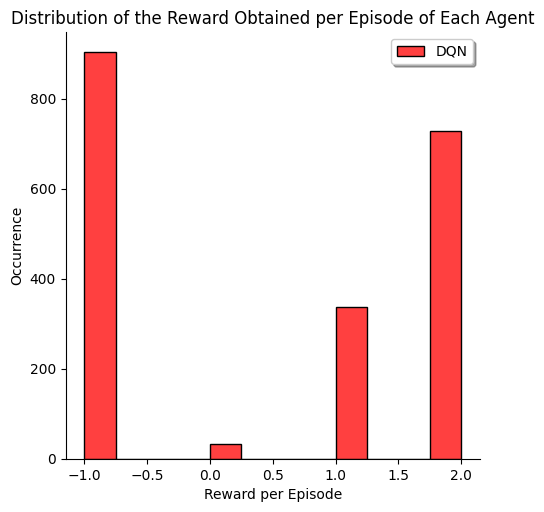 Distribution of the Reward Obtained per Episode of Each Agent
DQN
800
600
400
200
0
Occurrence
−1.0 −0.5 0.0 0.5 1.0 1.5 2.0
Reward per Episode